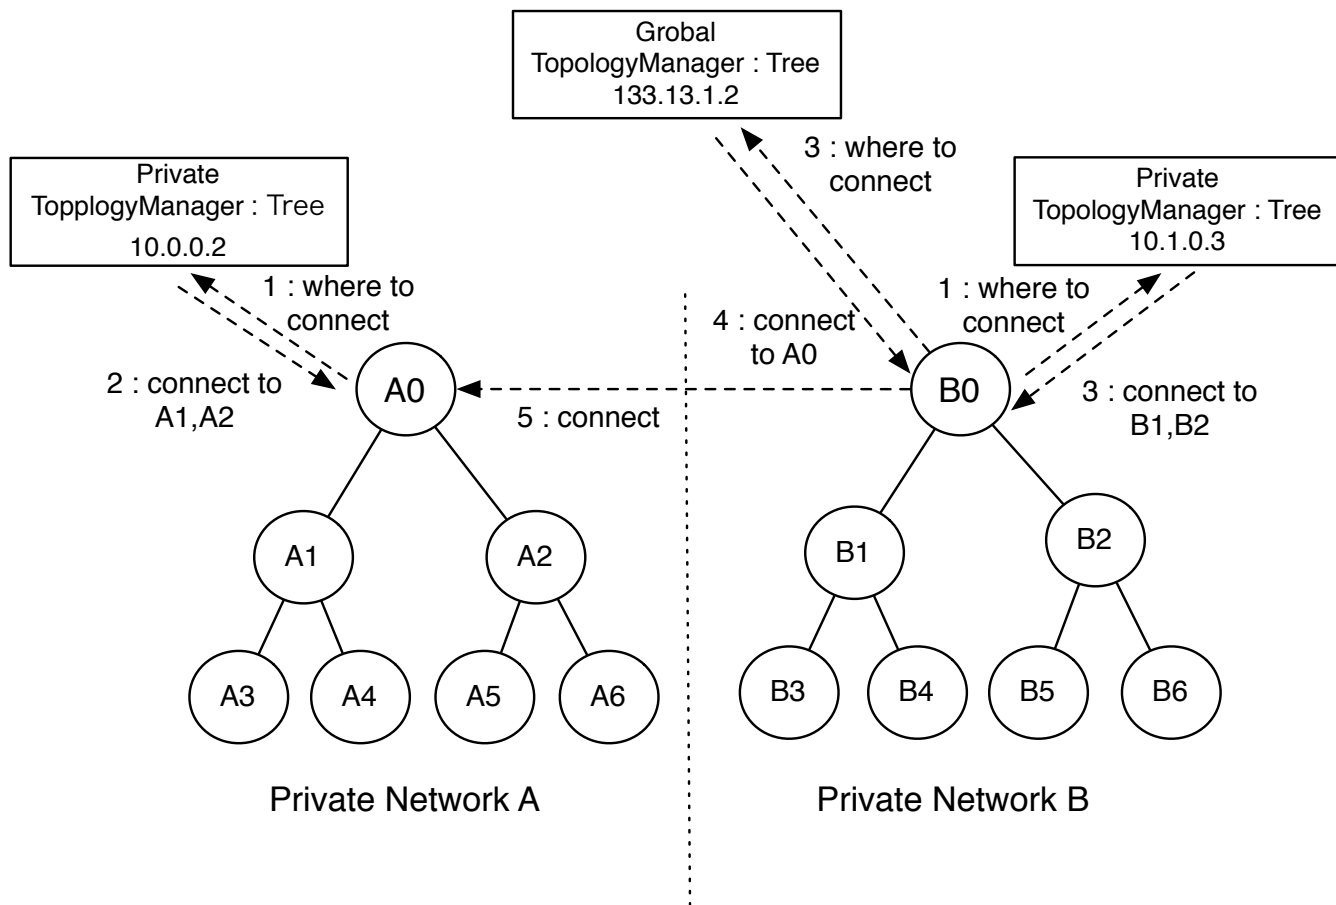 Grobal
TopologyManager : Tree
133.13.1.2
Private
TopplogyManager : Tree
10.0.0.2
Private
TopologyManager : Tree
10.1.0.3
3 : where to
connect
1 : where to
connect
1 : where to
connect
4 : connect
to A0
2 : connect to
A1,A2
3 : connect to
B1,B2
5 : connect
A0
B0
A1
A2
B1
B2
A3
A4
A5
A6
B3
B4
B5
B6
Private Network A
Private Network B